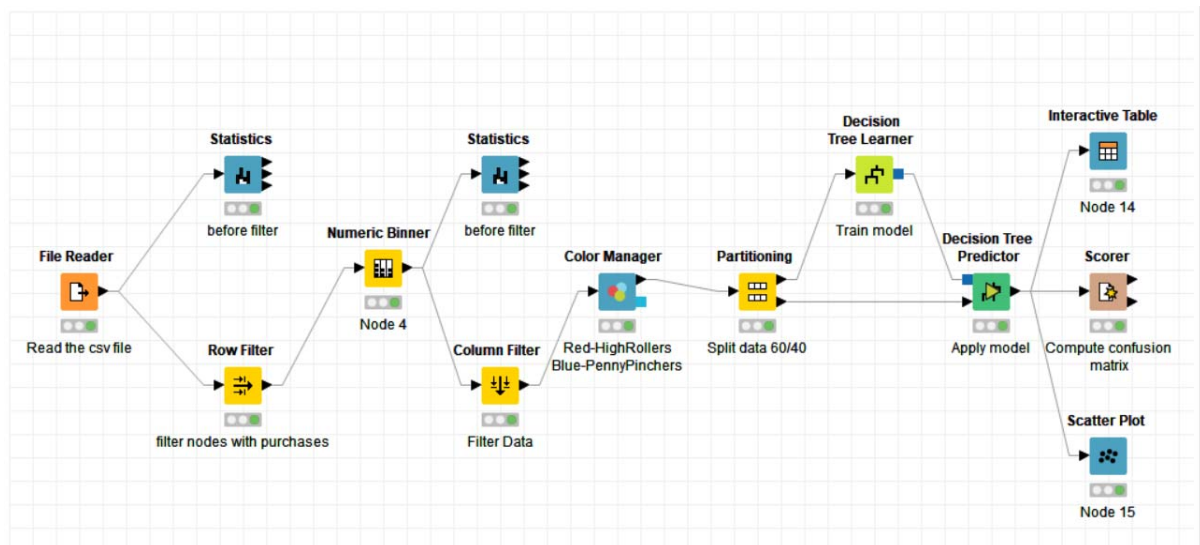 File Reader
Read the csv file
Statistics
before filter
Row Filter
filter nodes with purchases
Numeric Binner
Node 4
Statistics
before filter
Column Filter
Filter Data
Color Manager
Red-HighRollers
Blue-PennyPinchers
Partitioning
Split data 60/40
Decision
Tree Learner
Train model
Decision Tree
Predictor
Apply model
Interactive Table
Node 14
Scorer
Compute confusion
matrix
Scatter Plot
Node 15